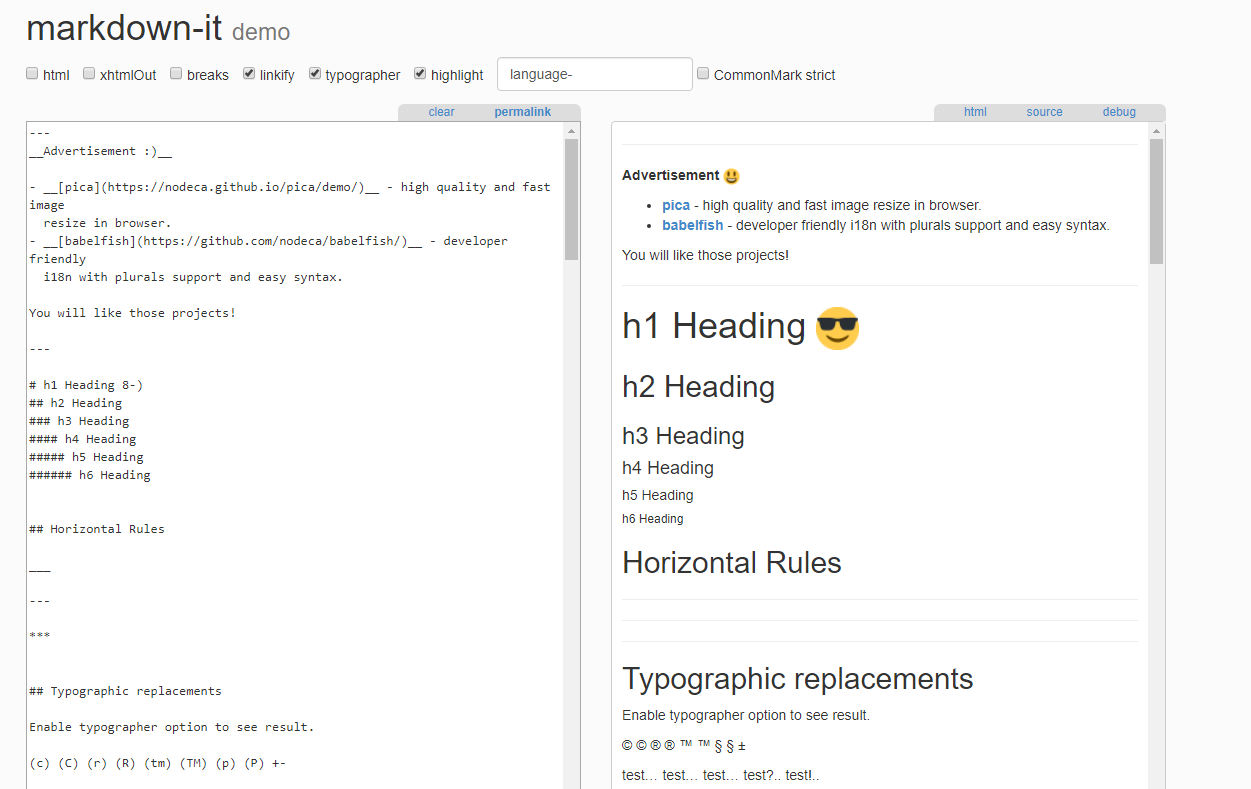 markdown-it demo
html xhtmlOut breaks linkify typographer highlight language- CommonMark strict
clear permalink
---
__Advertisement :)__
- __[pica](https://nodeca.github.io/pica/demo/)__ - high quality and fast
image
resize in browser.
- __[babelfish](https://github.com/nodeca/babelfish/)__ - developer
friendly
i18n with plurals support and easy syntax.
You will like those projects!
---
# h1 Heading 8-)
## h2 Heading
### h3 Heading
#### h4 Heading
##### h5 Heading
###### h6 Heading
## Horizontal Rules
___
---
***
## Typographic replacements
Enable typographer option to see result.
(c) (C) (r) (R) (tm) (TM) (p) (P) +-
html source debug
Advertisement 😃
• pica - high quality and fast image resize in browser.
• babelfish - developer friendly i18n with plurals support and easy syntax.
You will like those projects!
h1 Heading 😎
h2 Heading
h3 Heading
h4 Heading
h5 Heading
h6 Heading
Horizontal Rules
Typographic replacements
Enable typographer option to see result.
© © ® ® ™ ™ § § ±
test… test… test… test?.. test!..